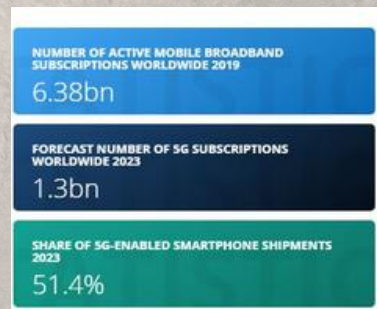 NUMBER OF ACTIVE MOBILE BROADBAND
SUBSCRIPTIONS WORLDWIDE 2019
6.38bn
FORECAST NUMBER OF 5G SUBSCRIPTIONS
WORLDWIDE 2023
1.3bn
SHARE OF 5G-ENABLED SMARTPHONE SHIPMENTS
2023
51.4%